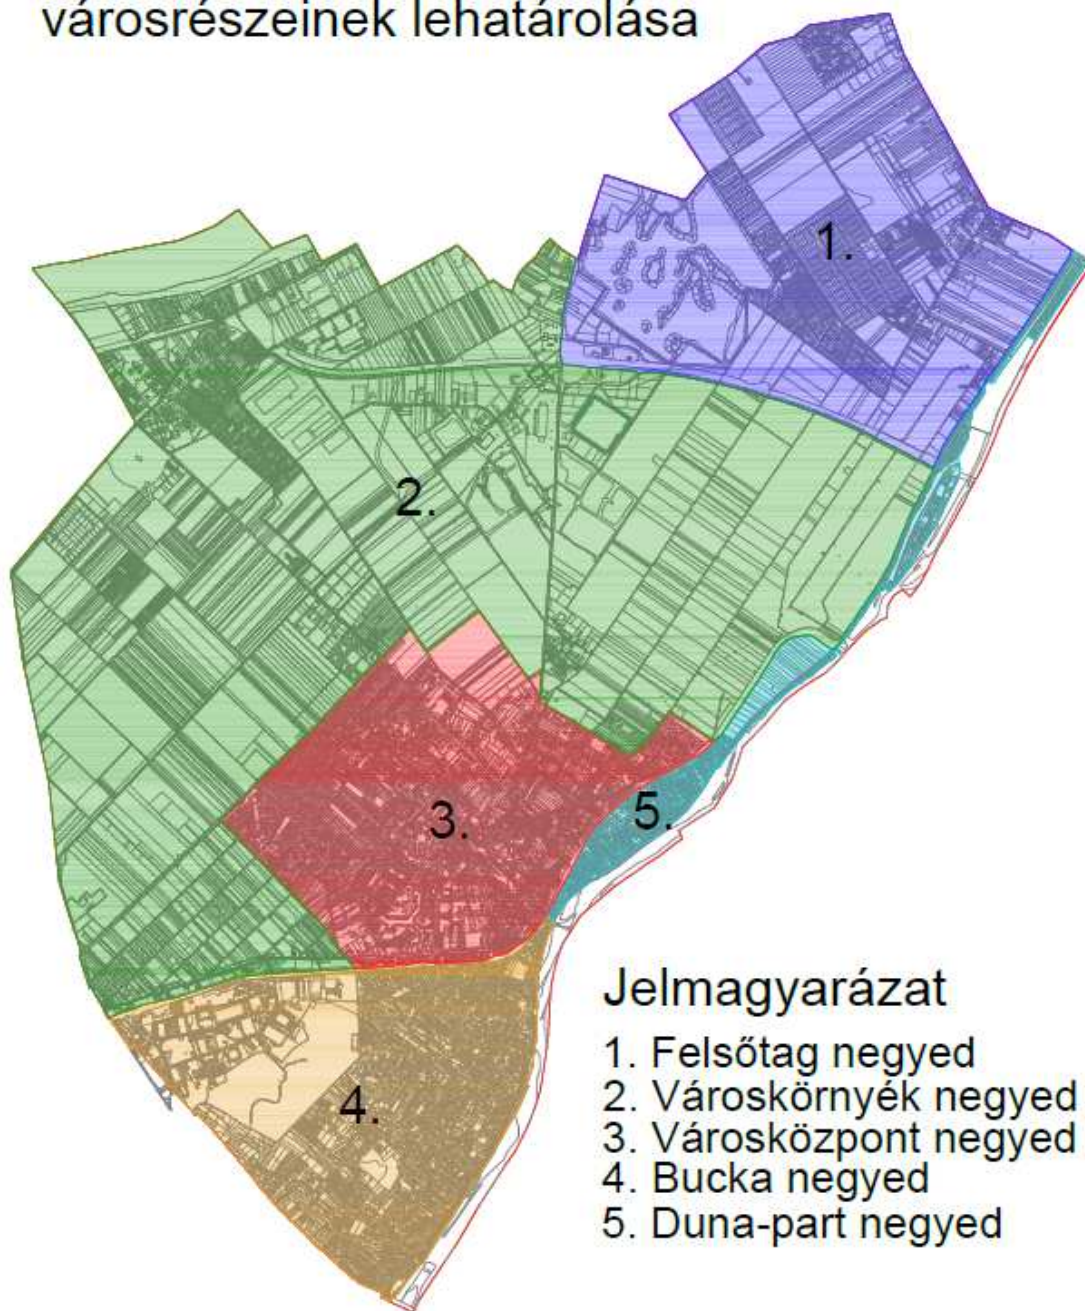 városrészeinek lehatárolása
1.
2.
3.
5.
4.
Jelmagyarázat
1. Felsőtag negyed
2. Városkörnyék negyed
3. Városközpont negyed
4. Bucka negyed
5. Duna-part negyed